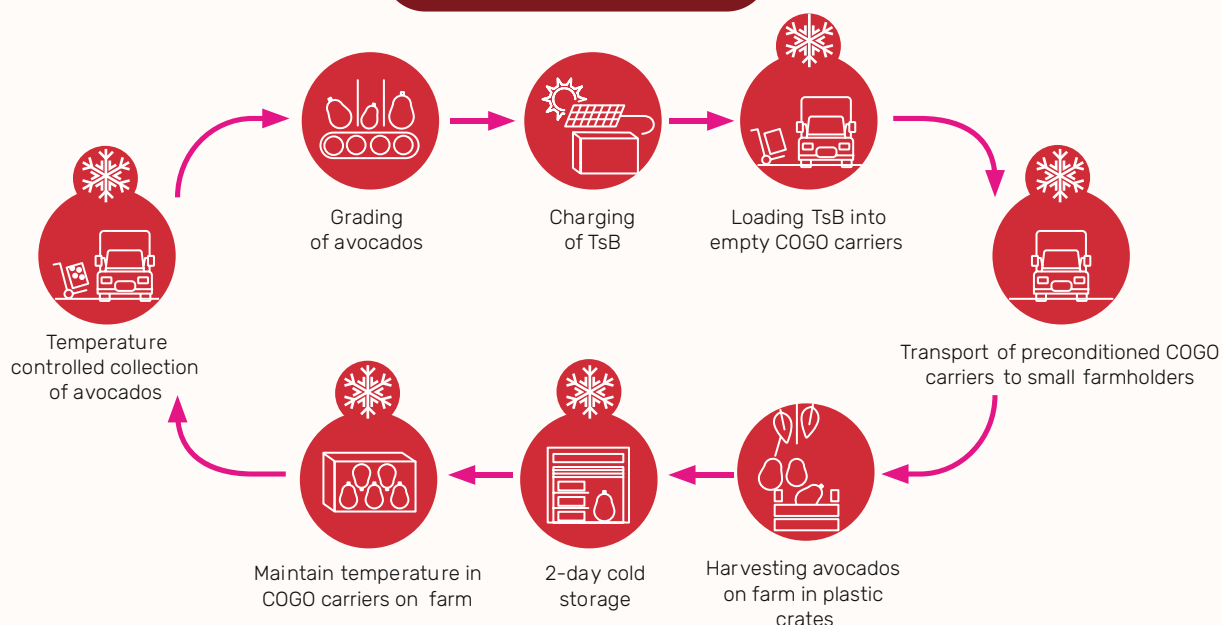 Grading
of avocados
Charging
of TsB
Loading TsB into
empty COGO carriers
Transport of preconditioned COGO
carriers to small farmholders
Harvesting avocados
on farm in plastic
crates
2-day cold
storage
Maintain temperature in
COGO carriers on farm
Temperature
controlled collection
of avocados